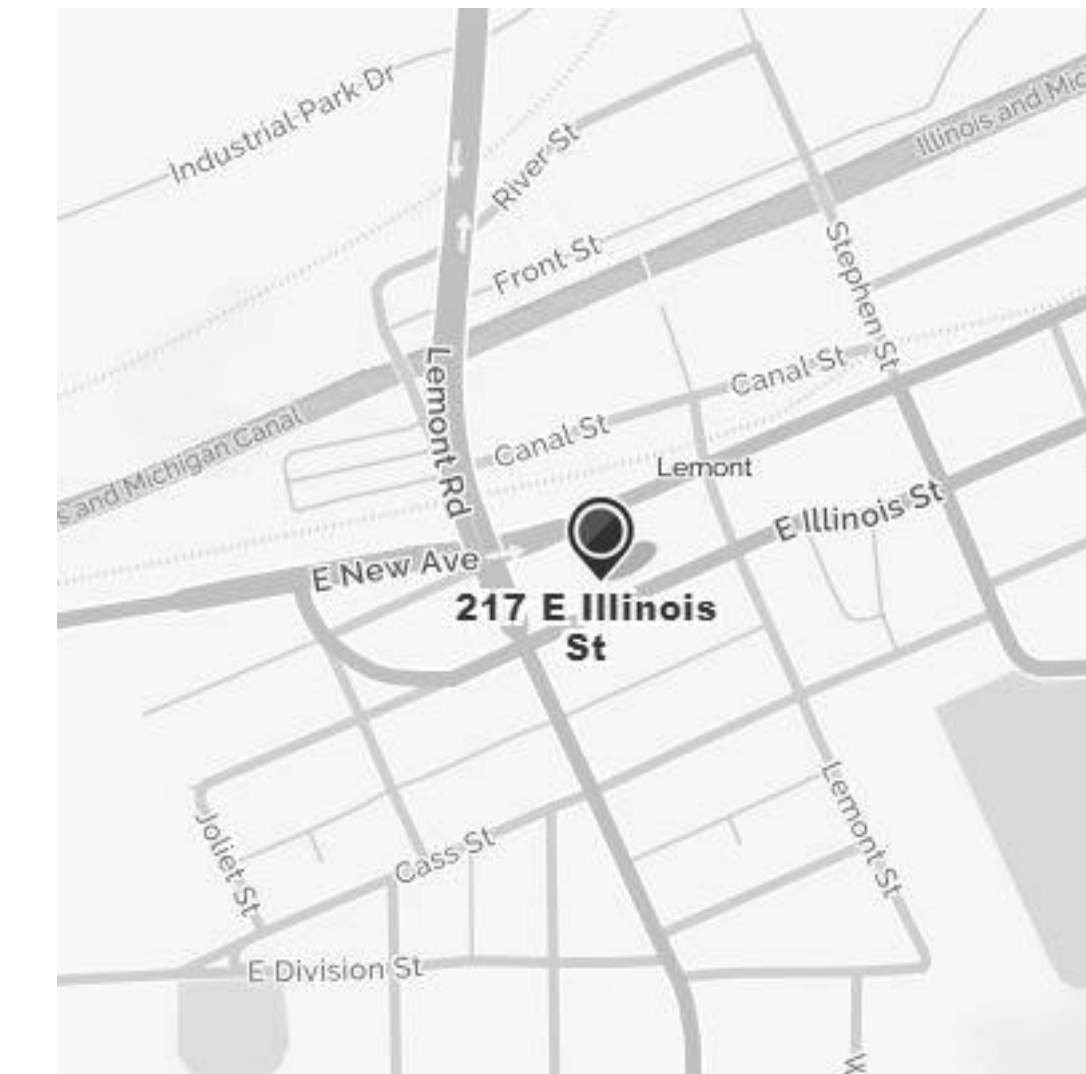 Industrial Park Dr
River St
Illinois and Mic
Front St
Stephen St
Lemont Rd
Canal St
Canal St
s and Michigan Canal
Lemont
E Illinois St
E New Ave
217 E Illinois
St
Joliet St
Cass St
Lemont St
E Division St